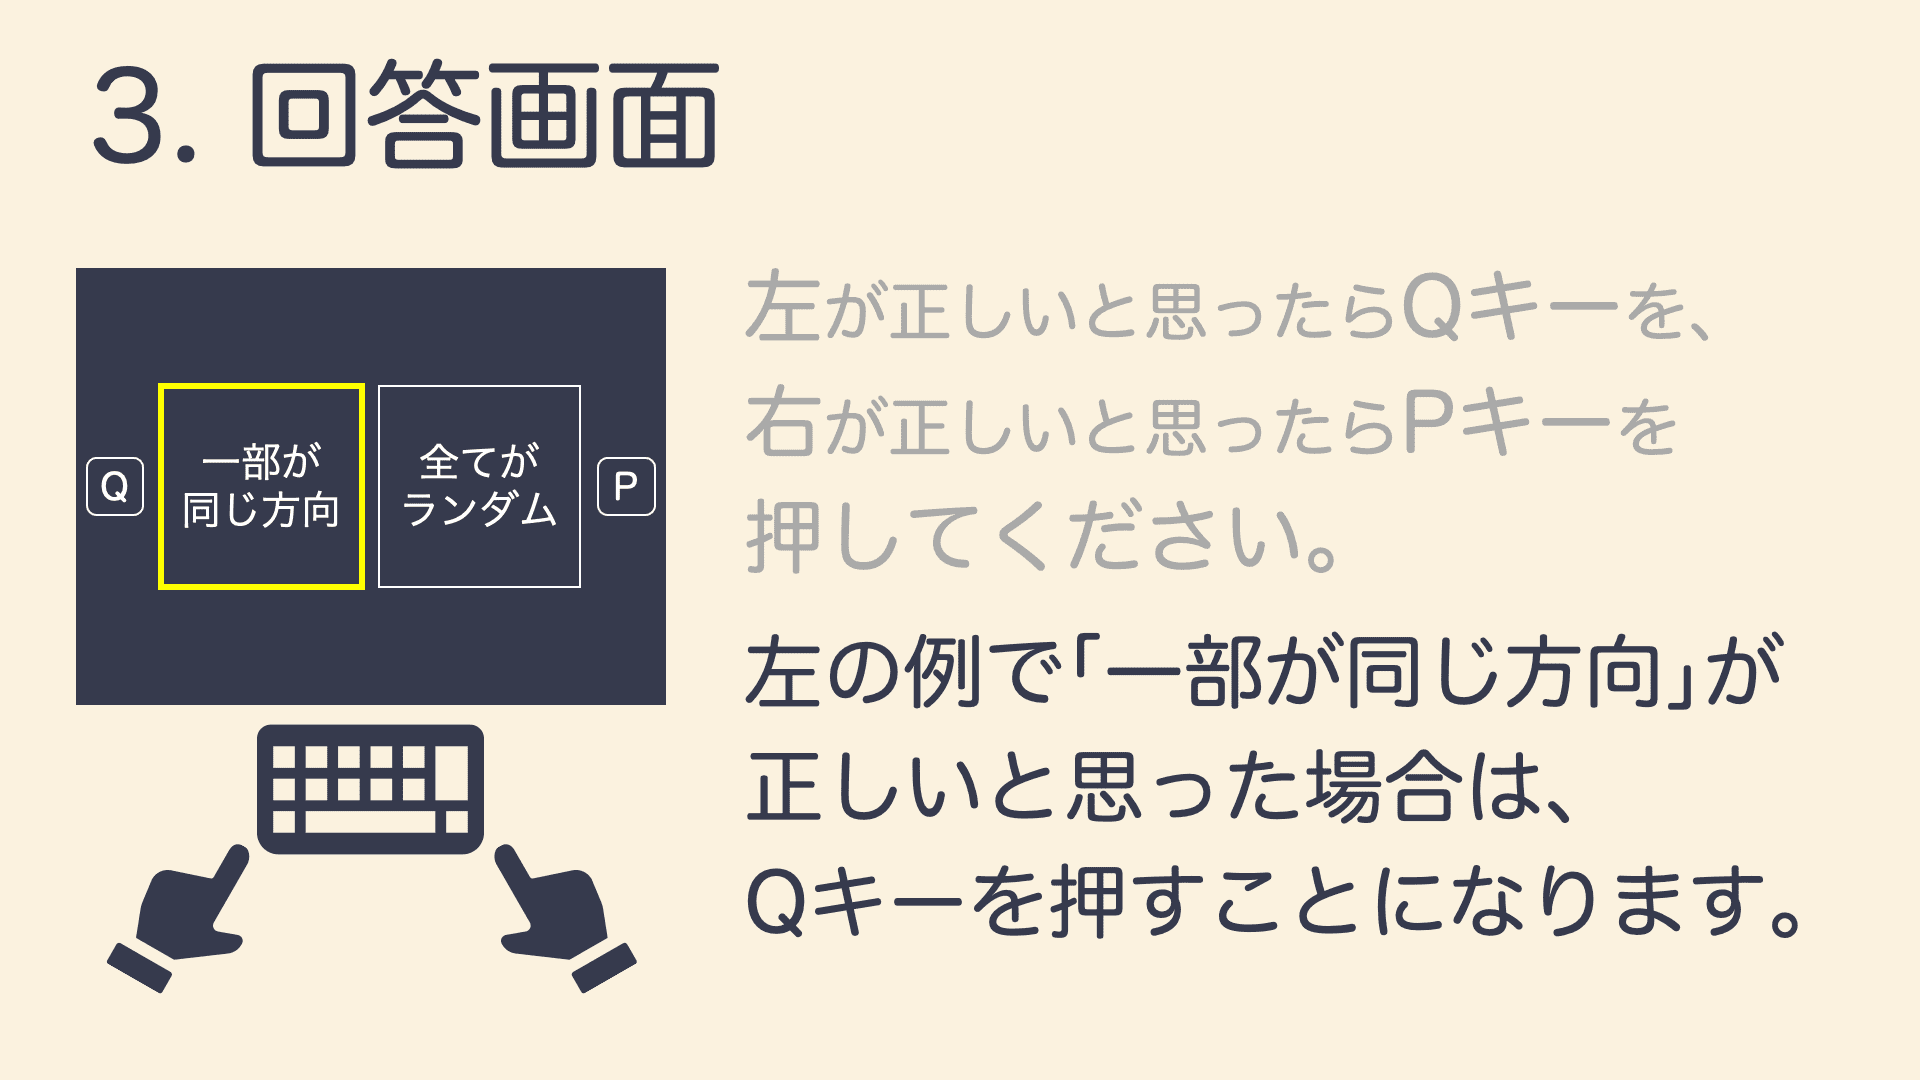 3. 回答画面
Q
一部が
同じ方向
全てが
ランダム
P
左が正しいと思ったらQキーを、
右が正しいと思ったらPキーを
押してください。
左の例で「一部が同じ方向」が
正しいと思った場合は、
Qキーを押すことになります。